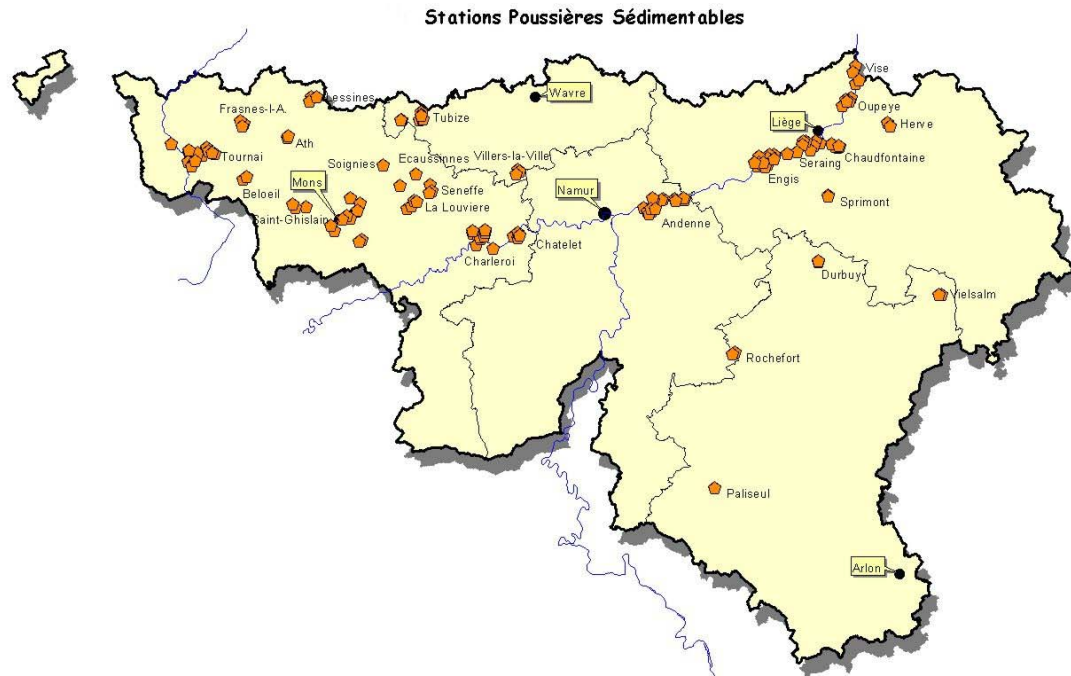 Stations Poussières Sédimentables
Vise
Wavre
Lessines
Frasnes-l-A.
Oupeye
Tubize
Liège
Herve
Ath
Chaudfontaine
Tournai
Soignies
Ecaussinnes
Villers-la-Ville
Seraing
Engis
Mons
Beloeil
Seneffe
Namur
Sprimont
La Louviere
Saint-Ghislain
Andenne
Chatelet
Charleroi
Durbuy
Vielsalm
Rochefort
Paliseul
Arlon